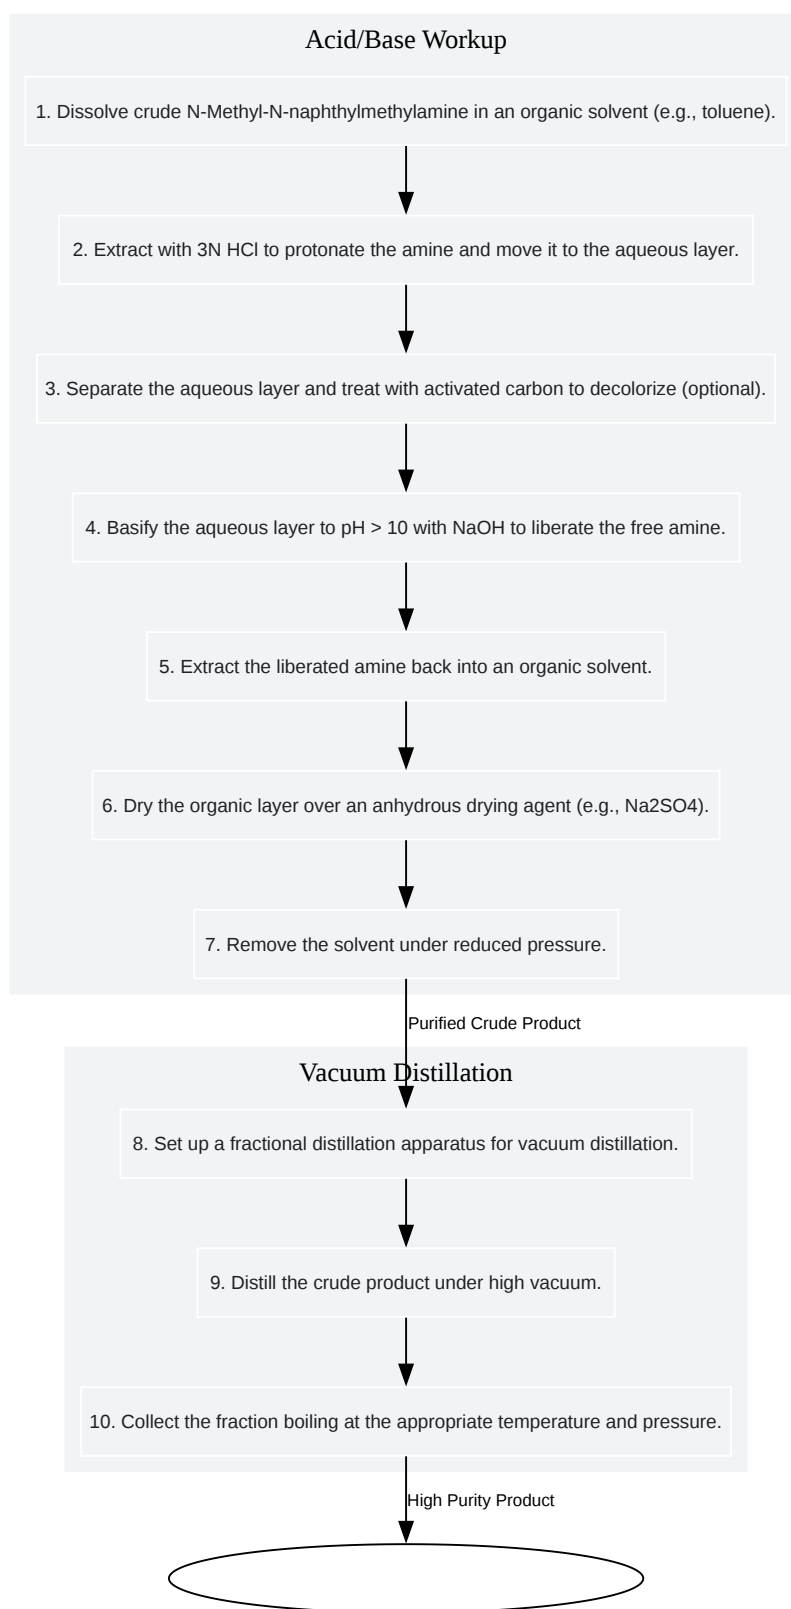 Acid/Base Workup
1. Dissolve crude N-Methyl-N-naphthylmethylamine in an organic solvent (e.g., toluene).
2. Extract with 3N HCl to protonate the amine and move it to the aqueous layer.
3. Separate the aqueous layer and treat with activated carbon to decolorize (optional).
4. Basify the aqueous layer to pH > 10 with NaOH to liberate the free amine.
5. Extract the liberated amine back into an organic solvent.
6. Dry the organic layer over an anhydrous drying agent (e.g., Na2SO4).
7. Remove the solvent under reduced pressure.
Purified Crude Product
Vacuum Distillation
8. Set up a fractional distillation apparatus for vacuum distillation.
9. Distill the crude product under high vacuum.
10. Collect the fraction boiling at the appropriate temperature and pressure.
High Purity Product